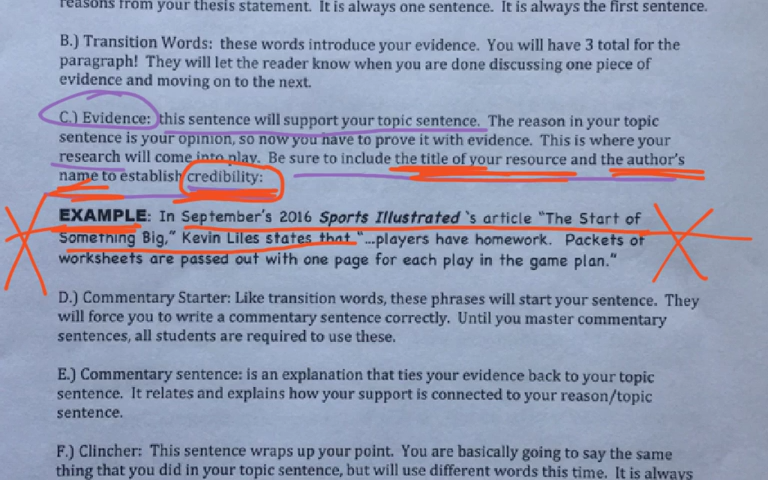 reasons from your thesis statement. It is always one sentence. It is always the first sentence.
B.) Transition Words: these words introduce your evidence. You will have 3 total for the
paragraph! They will let the reader know when you are done discussing one piece of
evidence and moving on to the next.
C.) Evidence: this sentence will support your topic sentence. The reason in your topic
sentence is your opinion, so now you have to prove it with evidence. This is where your
research will come into play. Be sure to include the title of your resource and the author's
name to establish credibility:
EXAMPLE: In September's 2016 Sports Illustrated 's article "The Start of
Something Big," Kevin Liles states that "...players have homework. Packets of
worksheets are passed out with one page for each play in the game plan."
D.) Commentary Starter: Like transition words, these phrases will start your sentence. They
will force you to write a commentary sentence correctly. Until you master commentary
sentences, all students are required to use these.
E.) Commentary sentence: is an explanation that ties your evidence back to your topic
sentence. It relates and explains how your support is connected to your reason/topic
sentence.
F.) Clincher: This sentence wraps up your point. You are basically going to say the same
thing that you did in your topic sentence, but will use different words this time. It is always